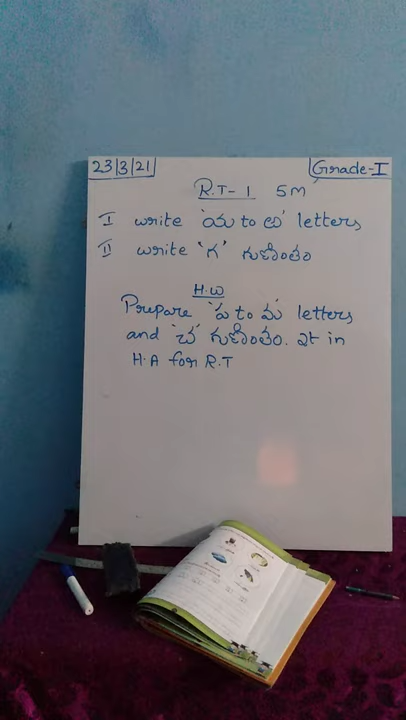 23/3/21
Grade-I
R.T-1 5M
I write 'య to ఱ' letters
II write 'గ' గుణింతం
H.W
Prepare 'ప to మ' letters
and 'చ' గుణింతం. It in
H.A for R.T